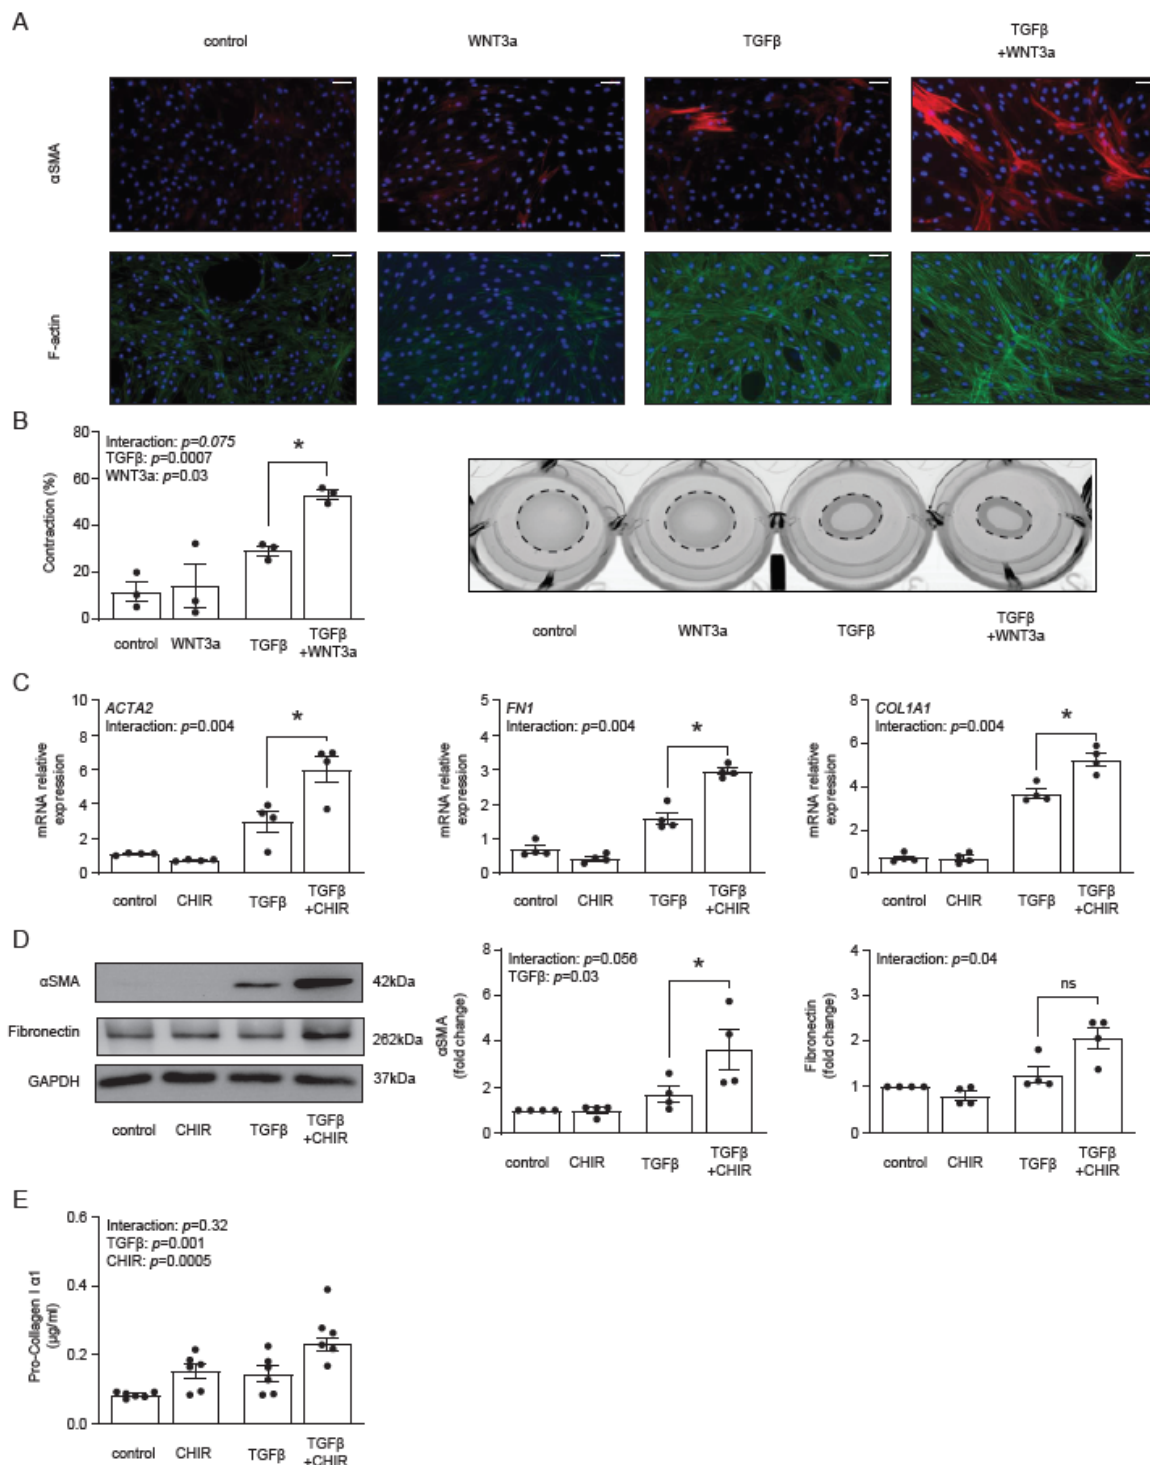 A
control
WNT3a
TGFβ
TGFβ
+WNT3a
αSMA
F-actin
B
Contraction (%)
80
60
40
20
0
Interaction: p=0.075
TGFβ: p=0.0007
WNT3a: p=0.03
*
control
WNT3a
TGFβ
TGFβ
+WNT3a
control
WNT3a
TGFβ
TGFβ
+WNT3a
C
mRNA relative
expression
10
8
6
4
2
0
ACTA2
Interaction: p=0.004
*
control
CHIR
TGFβ
TGFβ
+CHIR
mRNA relative
expression
5
4
3
2
1
0
FN1
Interaction: p=0.004
*
control
CHIR
TGFβ
TGFβ
+CHIR
mRNA relative
expression
8
6
4
2
0
COL1A1
Interaction: p=0.004
*
control
CHIR
TGFβ
TGFβ
+CHIR
D
αSMA
42kDa
Fibronectin
262kDa
GAPDH
37kDa
control
CHIR
TGFβ
TGFβ
+CHIR
αSMA
(fold change)
8
6
4
2
0
Interaction: p=0.056
TGFβ: p=0.03
*
control
CHIR
TGFβ
TGFβ
+CHIR
Fibronectin
(fold change)
4
3
2
1
0
Interaction: p=0.04
ns
control
CHIR
TGFβ
TGFβ
+CHIR
E
Pro-Collagen I α1
(µg/ml)
0.6
0.4
0.2
0.0
Interaction: p=0.32
TGFβ: p=0.001
CHIR: p=0.0005
control
CHIR
TGFβ
TGFβ
+CHIR